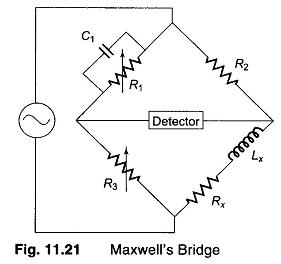 C₁
R₁
R₂
Detector
R₃
Lₓ
Rₓ
Fig. 11.21 Maxwell's Bridge